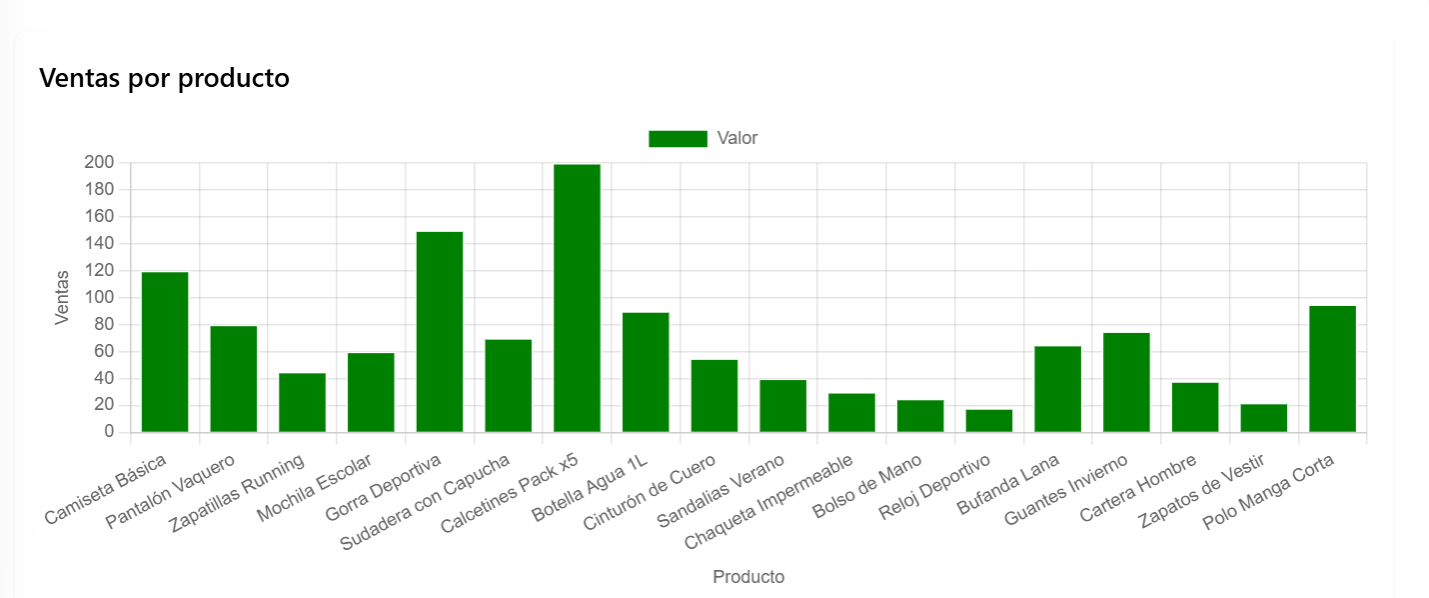 Ventas por producto
Valor
200
180
160
140
120
100
80
60
40
20
0
Ventas
Camiseta Básica
Pantalón Vaquero
Zapatillas Running
Mochila Escolar
Gorra Deportiva
Sudadera con Capucha
Calcetines Pack x5
Botella Agua 1L
Cinturón de Cuero
Sandalias Verano
Chaqueta Impermeable
Bolso de Mano
Reloj Deportivo
Bufanda Lana
Guantes Invierno
Cartera Hombre
Zapatos de Vestir
Polo Manga Corta
Producto